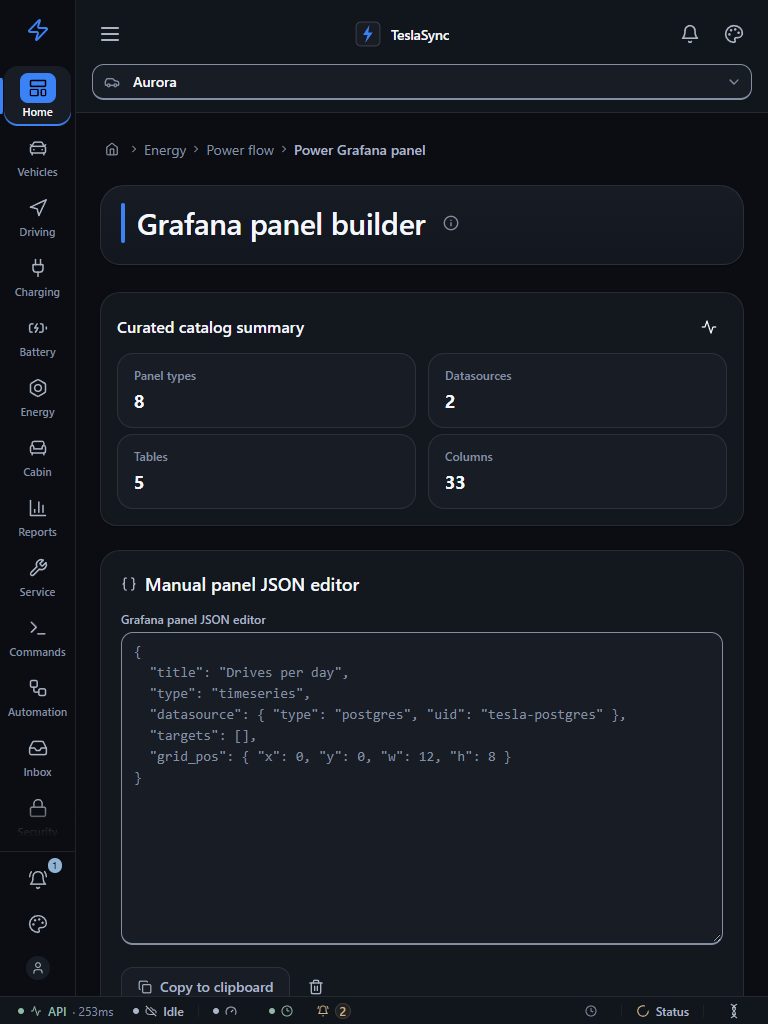 TeslaSync
Aurora
Home
Vehicles
Driving
Charging
Battery
Energy
Cabin
Reports
Service
Commands
Automation
Inbox
Security
1
Energy > Power flow > Power Grafana panel
Grafana panel builder
Curated catalog summary
Panel types
8
Datasources
2
Tables
5
Columns
33
{} Manual panel JSON editor
Grafana panel JSON editor
{
  "title": "Drives per day",
  "type": "timeseries",
  "datasource": { "type": "postgres", "uid": "tesla-postgres" },
  "targets": [],
  "grid_pos": { "x": 0, "y": 0, "w": 12, "h": 8 }
}
Copy to clipboard
API · 253ms
Idle
2
Status